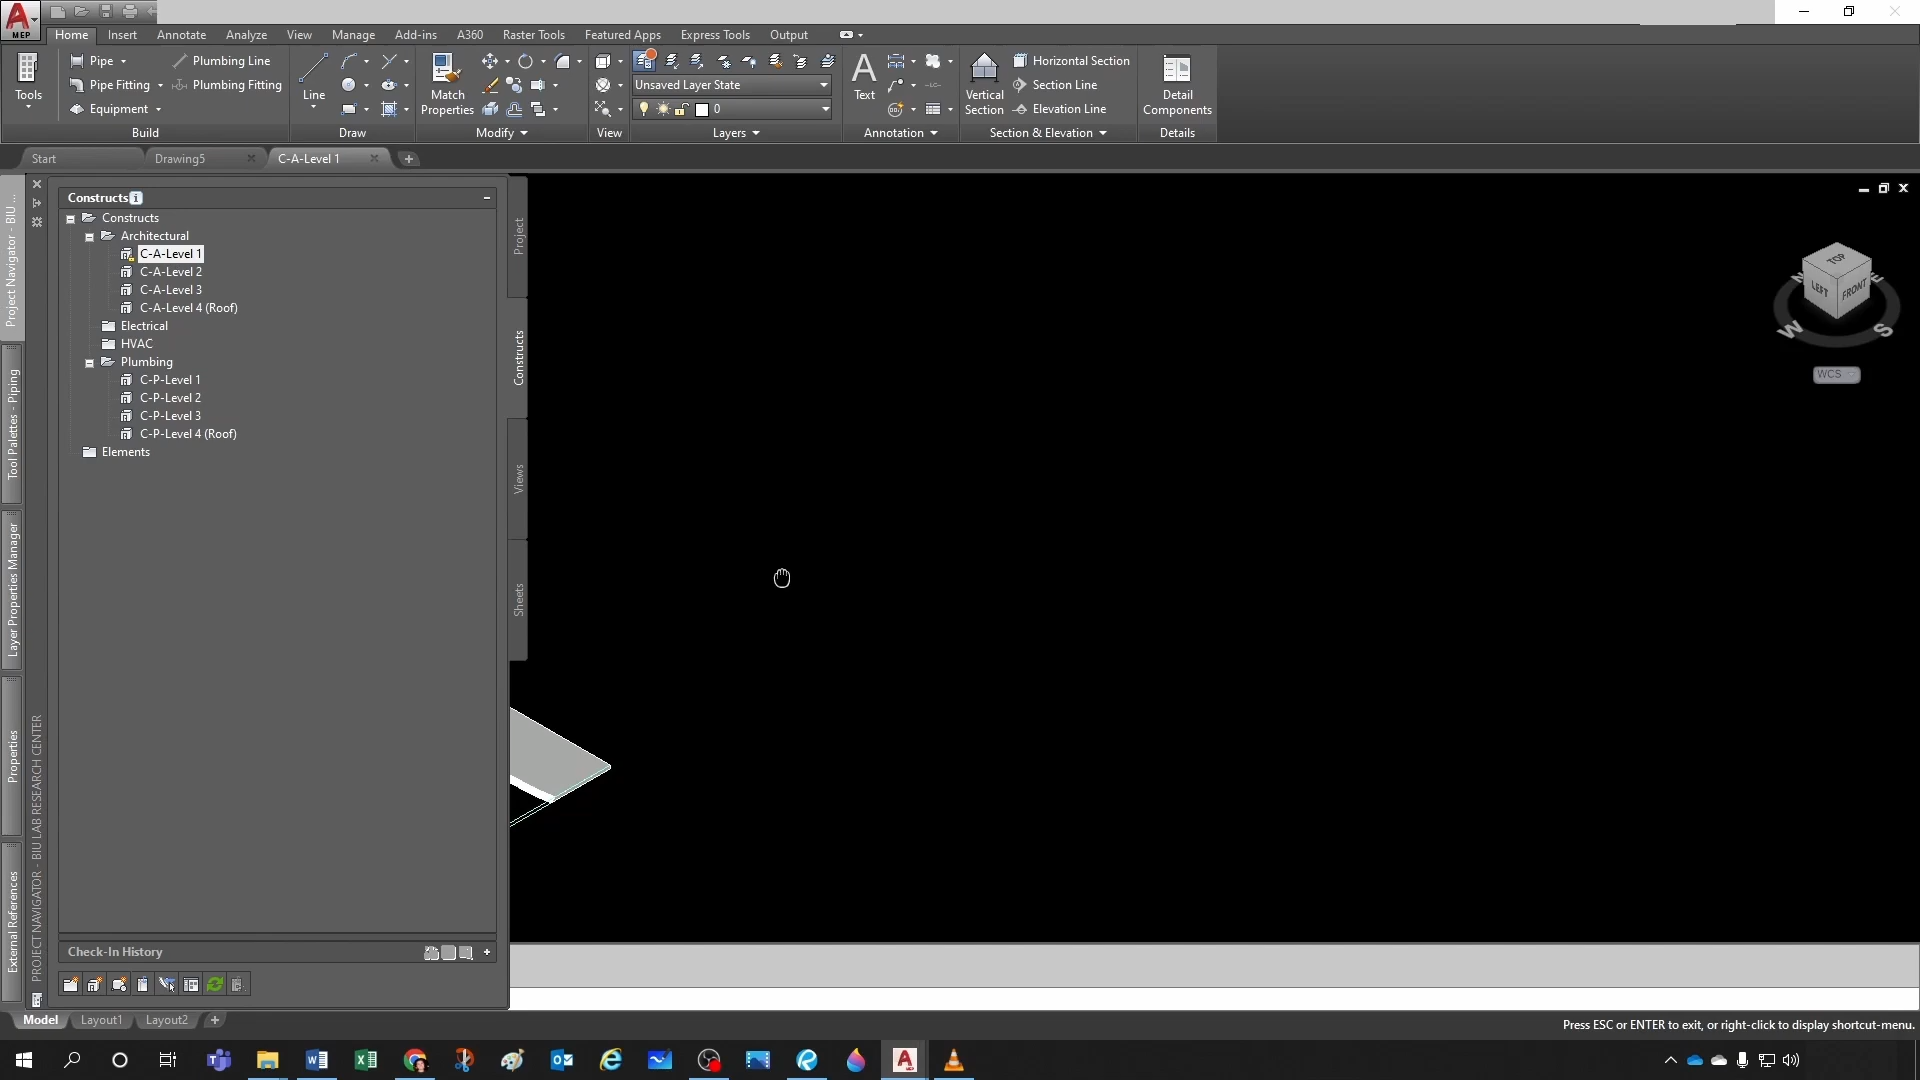 MEP
Home Insert Annotate Analyze View Manage Add-ins A360 Raster Tools Featured Apps Express Tools Output
Tools
Pipe
Pipe Fitting
Equipment
Plumbing Line
Plumbing Fitting
Build
Line
Draw
Match
Properties
Modify
View
Unsaved Layer State
0
Layers
A
Text
Annotation
Vertical
Section
Horizontal Section
Section Line
Elevation Line
Section & Elevation
Detail
Components
Details
Start Drawing5 C-A-Level 1
Constructs
Constructs
Architectural
C-A-Level 1
C-A-Level 2
C-A-Level 3
C-A-Level 4 (Roof)
Electrical
HVAC
Plumbing
C-P-Level 1
C-P-Level 2
C-P-Level 3
C-P-Level 4 (Roof)
Elements
Project
Constructs
Views
Sheets
Project Navigator - BIU ...
Tool Palettes - Piping
Layer Properties Manager
Properties
External References
PROJECT NAVIGATOR - BIU LAB RESEARCH CENTER
TOP
LEFT FRONT
W S
WCS
Check-In History
Model Layout1 Layout2
Press ESC or ENTER to exit, or right-click to display shortcut-menu.